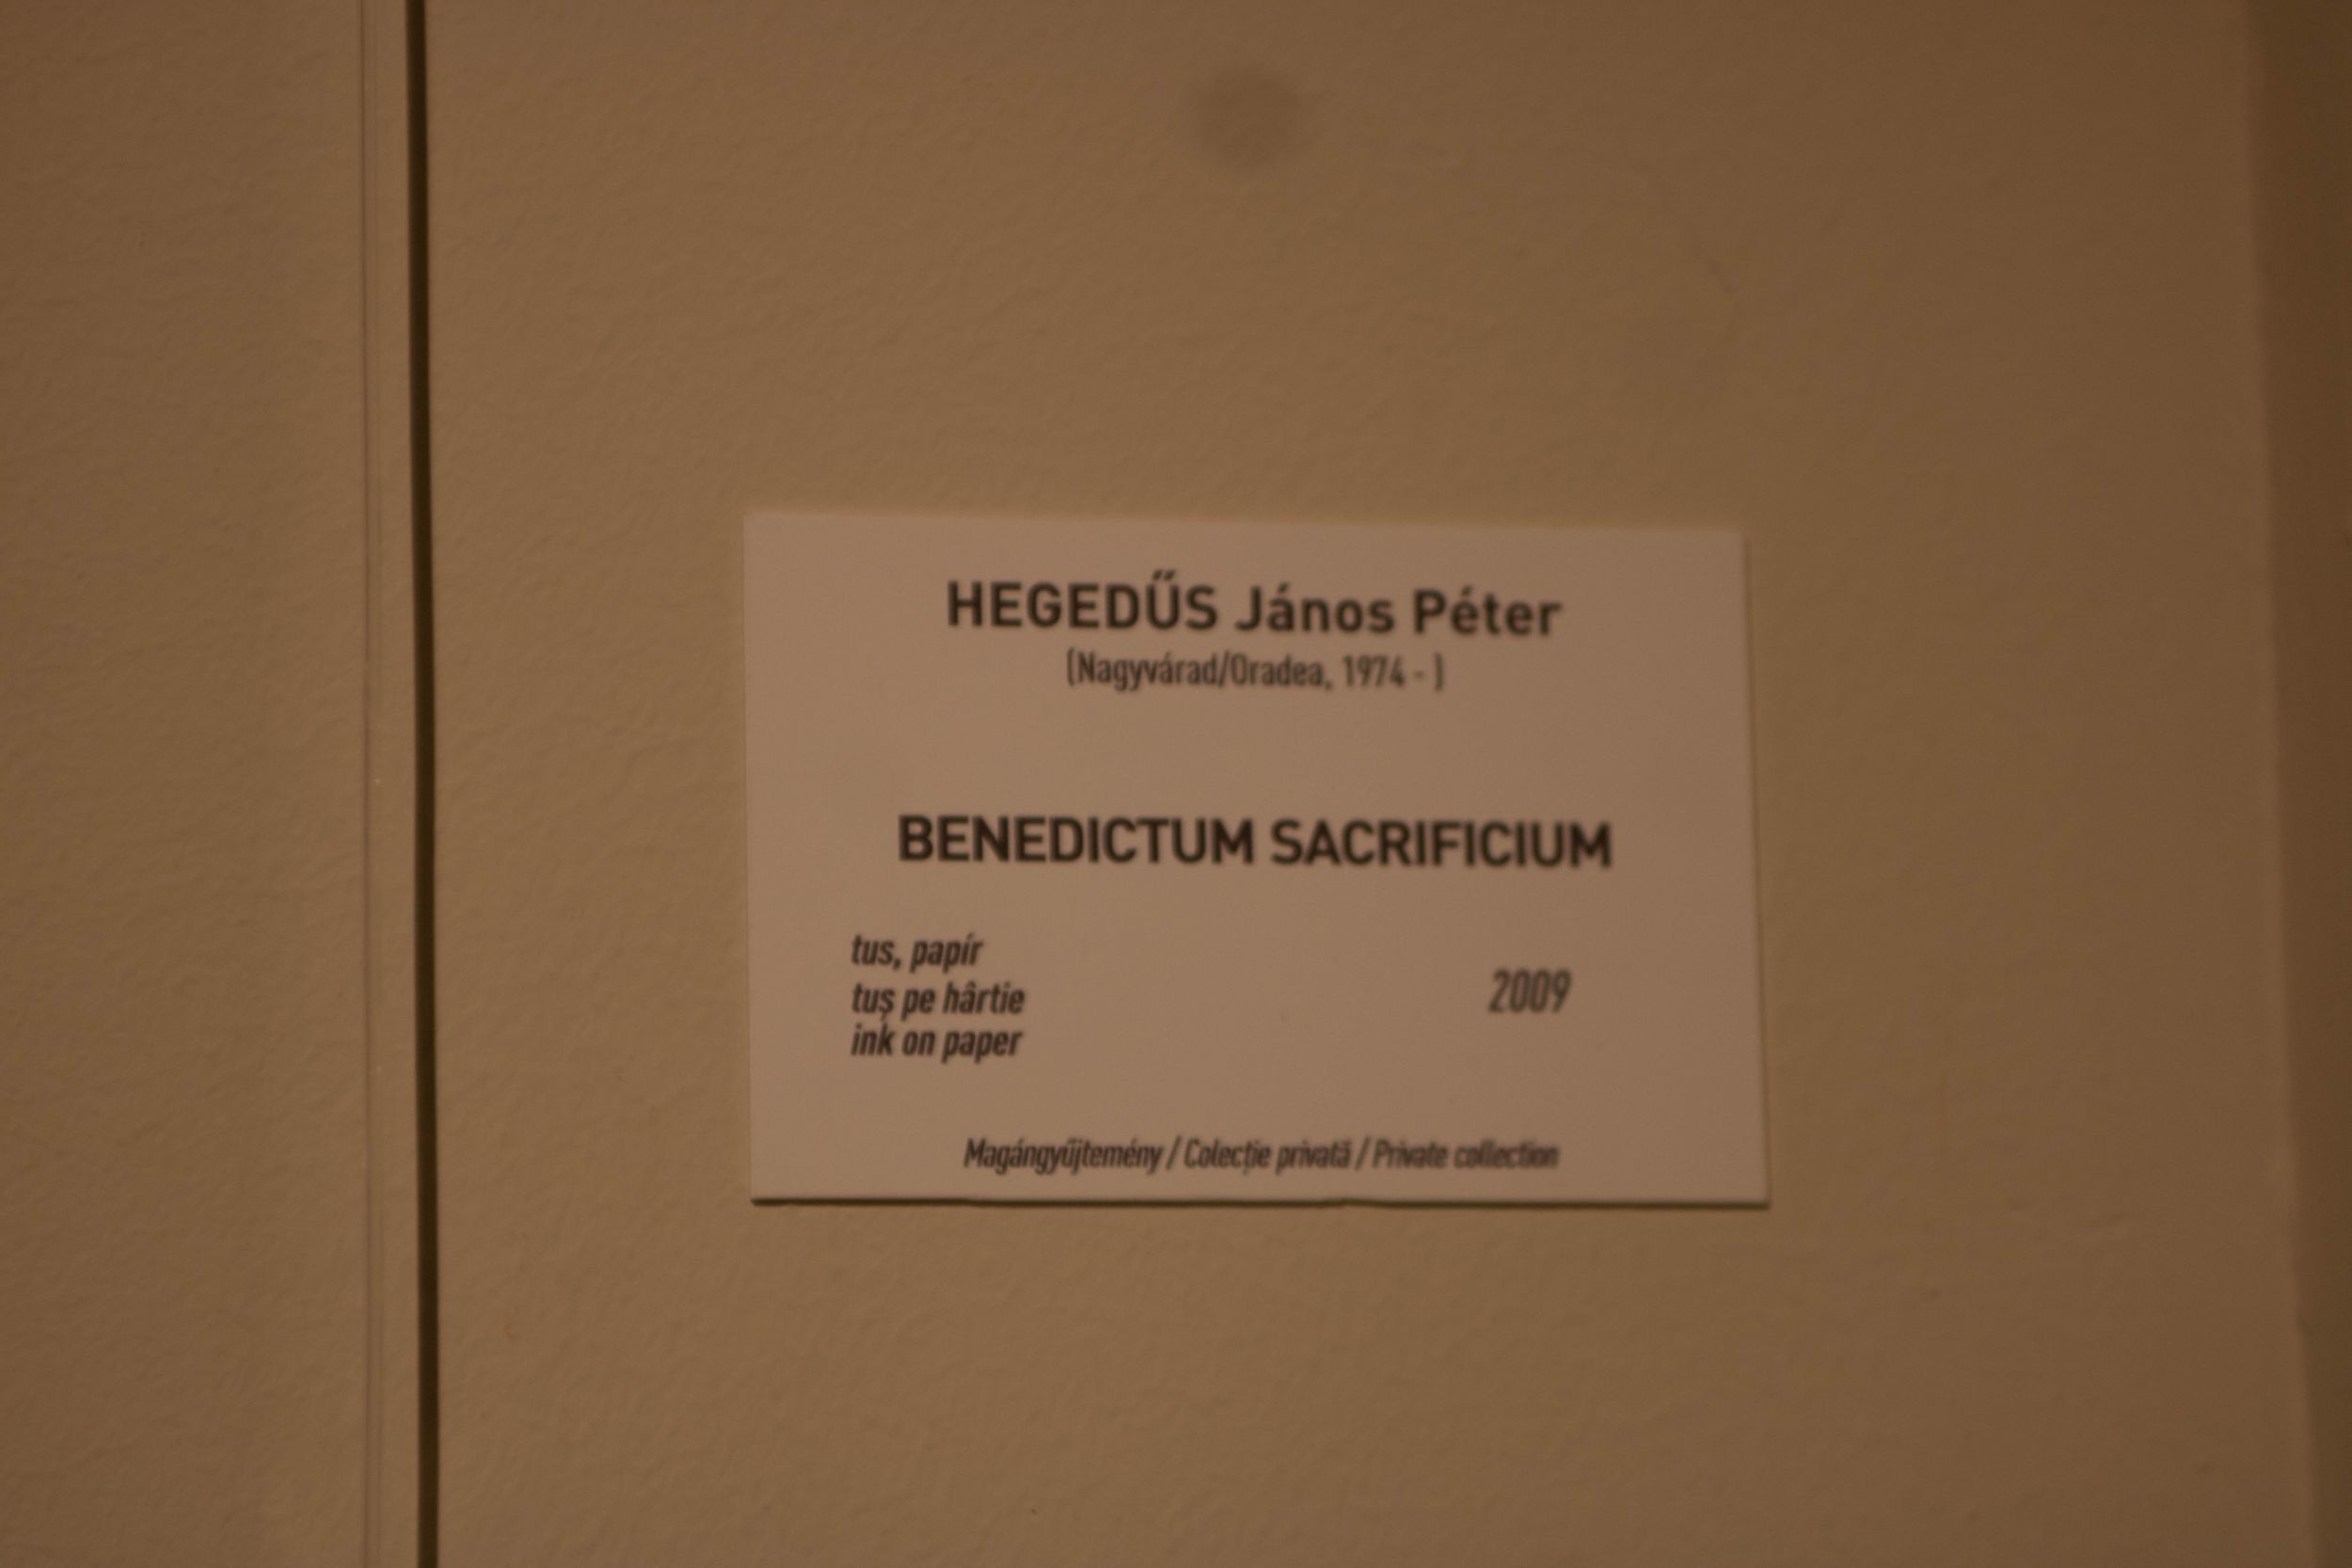 HEGEDŰS János Péter
(Nagyvárad/Oradea, 1974 - )
BENEDICTUM SACRIFICIUM
tus, papír
tuș pe hârtie
ink on paper
2009
Magángyűjtemény / Colecție privată / Private collection